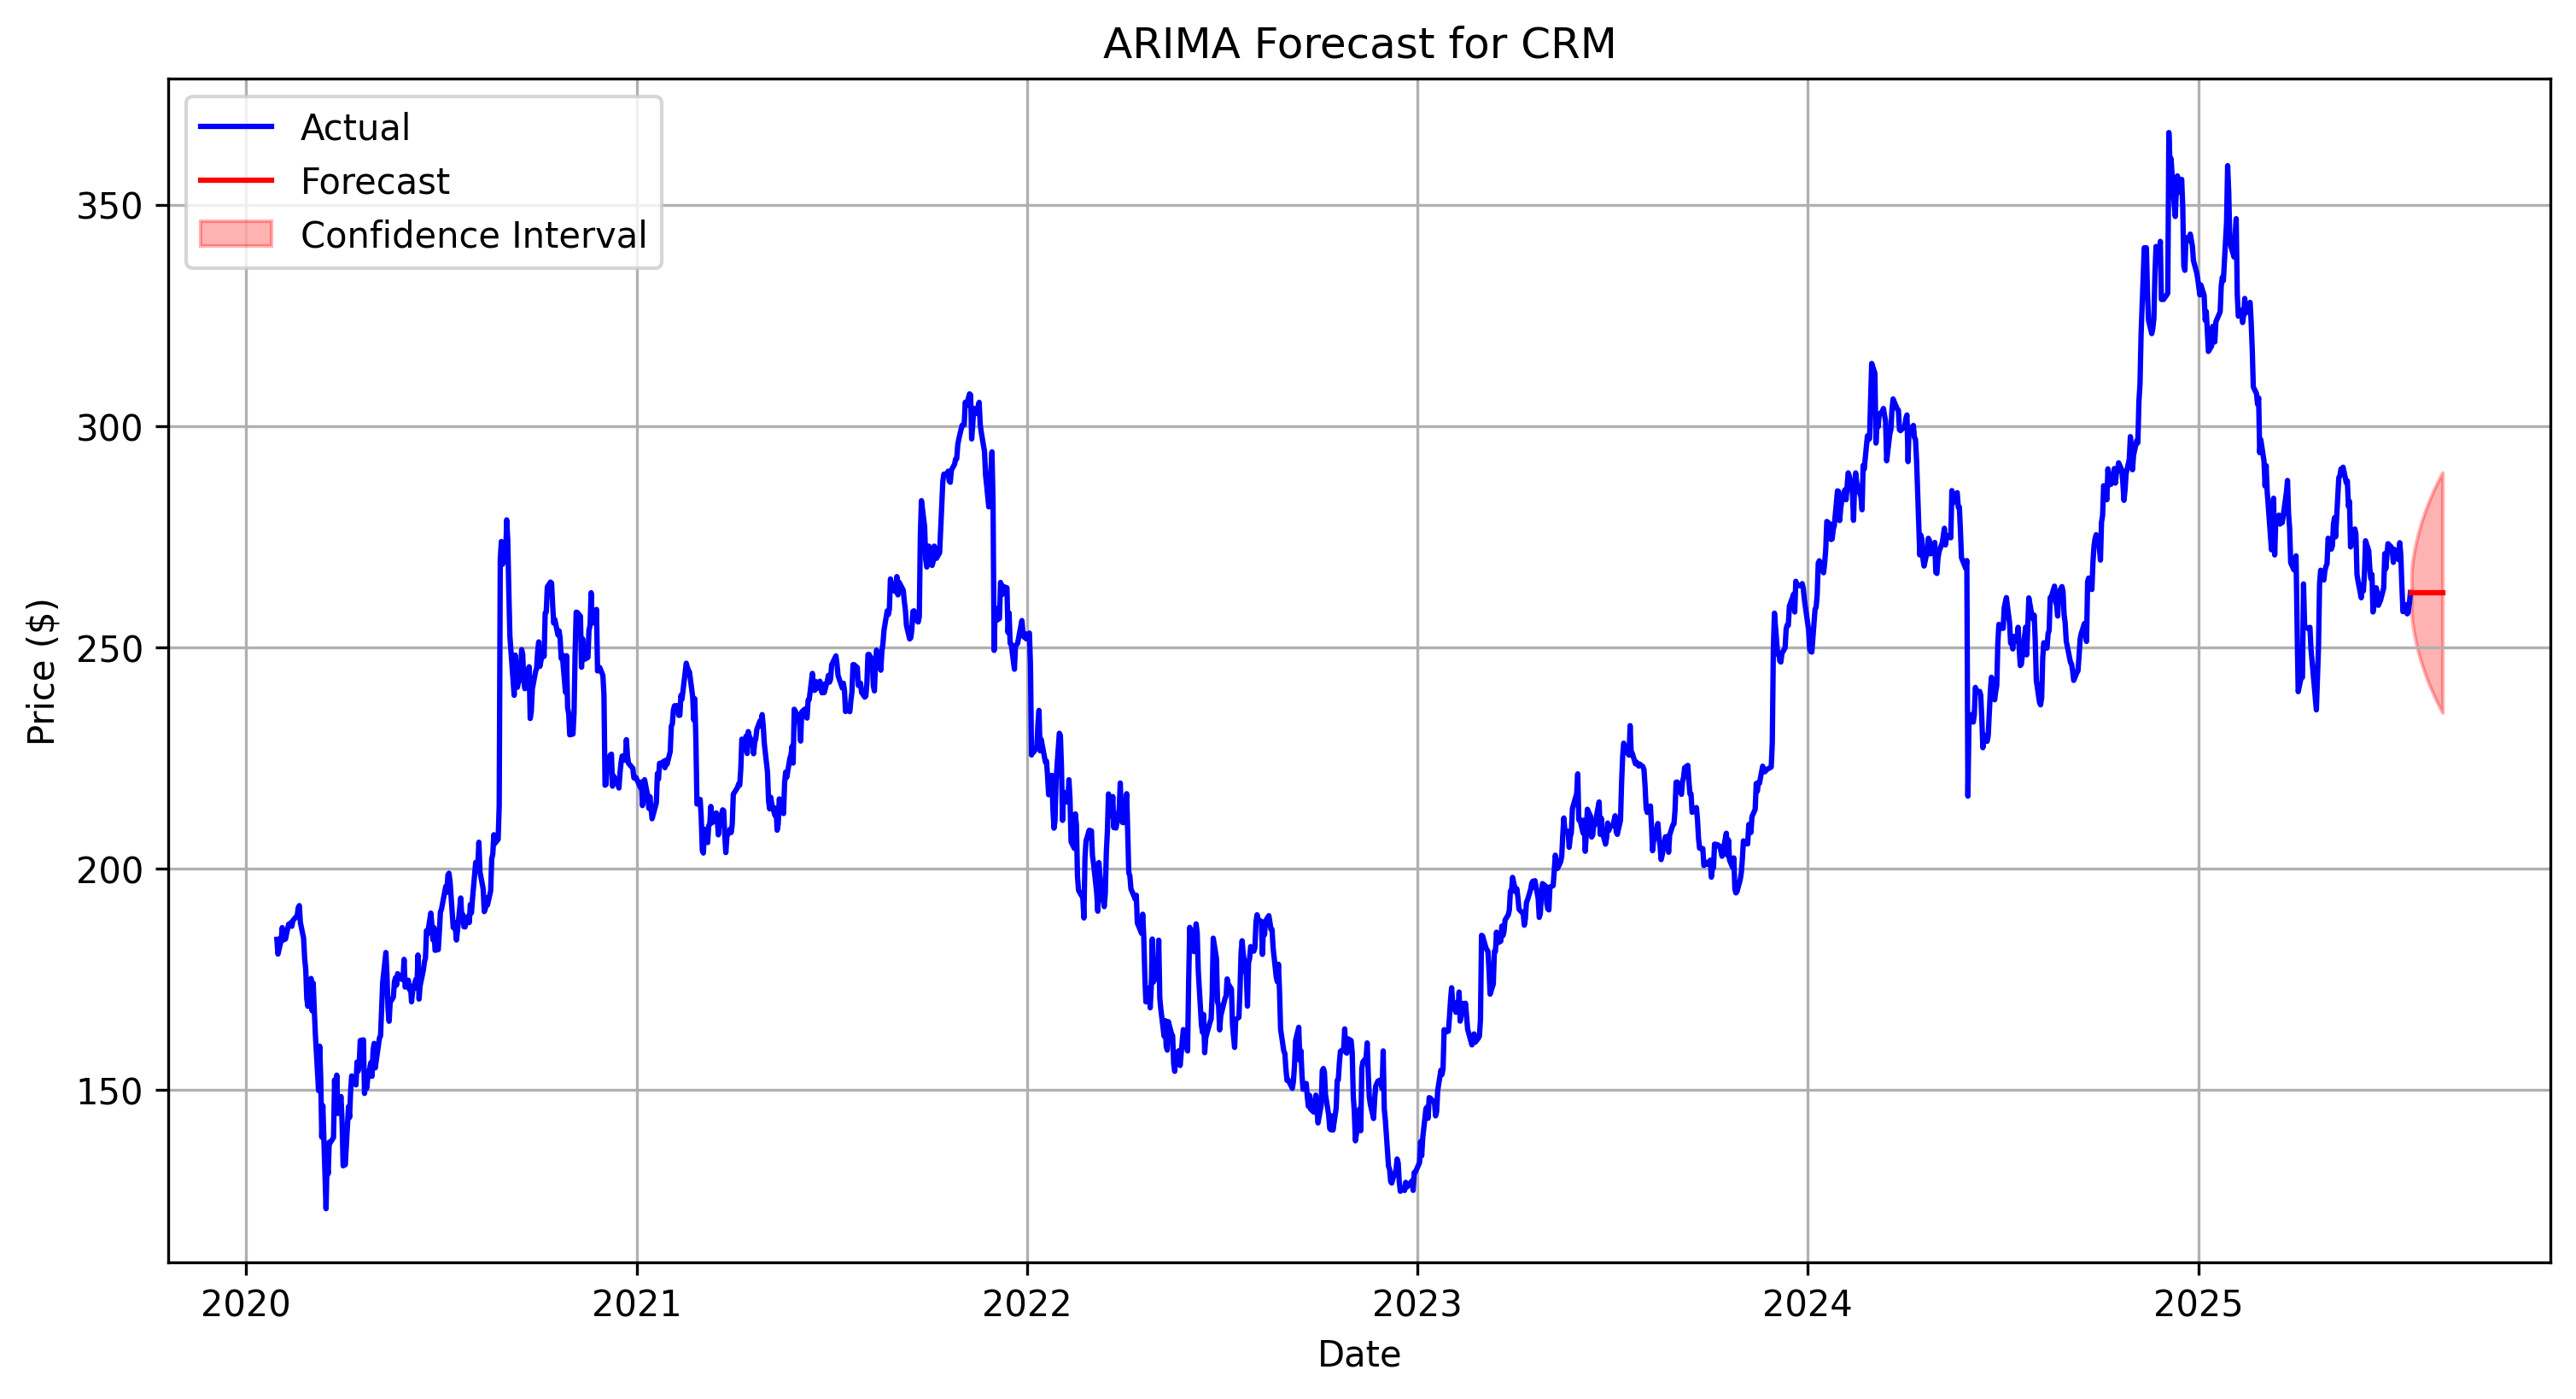 ARIMA Forecast for CRM
Actual
Forecast
Confidence Interval
350
300
250
200
150
Price ($)
2020 2021 2022 2023 2024 2025
Date